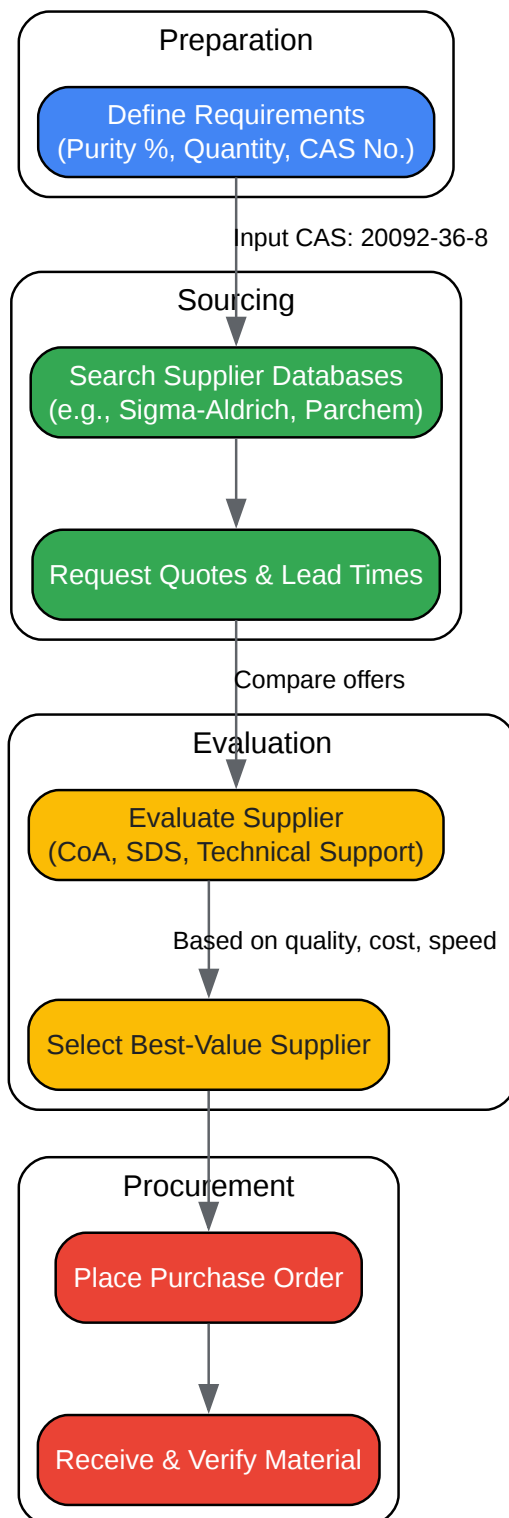 Preparation
Define Requirements
(Purity %, Quantity, CAS No.)
Input CAS: 20092-36-8
Sourcing
Search Supplier Databases
(e.g., Sigma-Aldrich, Parchem)
Request Quotes & Lead Times
Compare offers
Evaluation
Evaluate Supplier
(CoA, SDS, Technical Support)
Based on quality, cost, speed
Select Best-Value Supplier
Procurement
Place Purchase Order
Receive & Verify Material